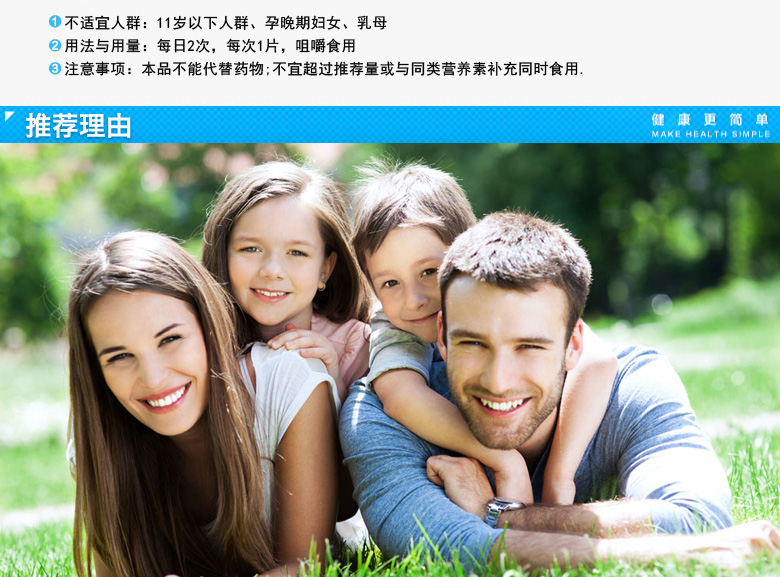 1 不适宜人群：11岁以下人群、孕晚期妇女、乳母
2 用法与用量：每日2次，每次1片，咀嚼食用
3 注意事项：本品不能代替药物;不宜超过推荐量或与同类营养素补充同时食用.
推荐理由
健康更简单
MAKE HEALTH SIMPLE